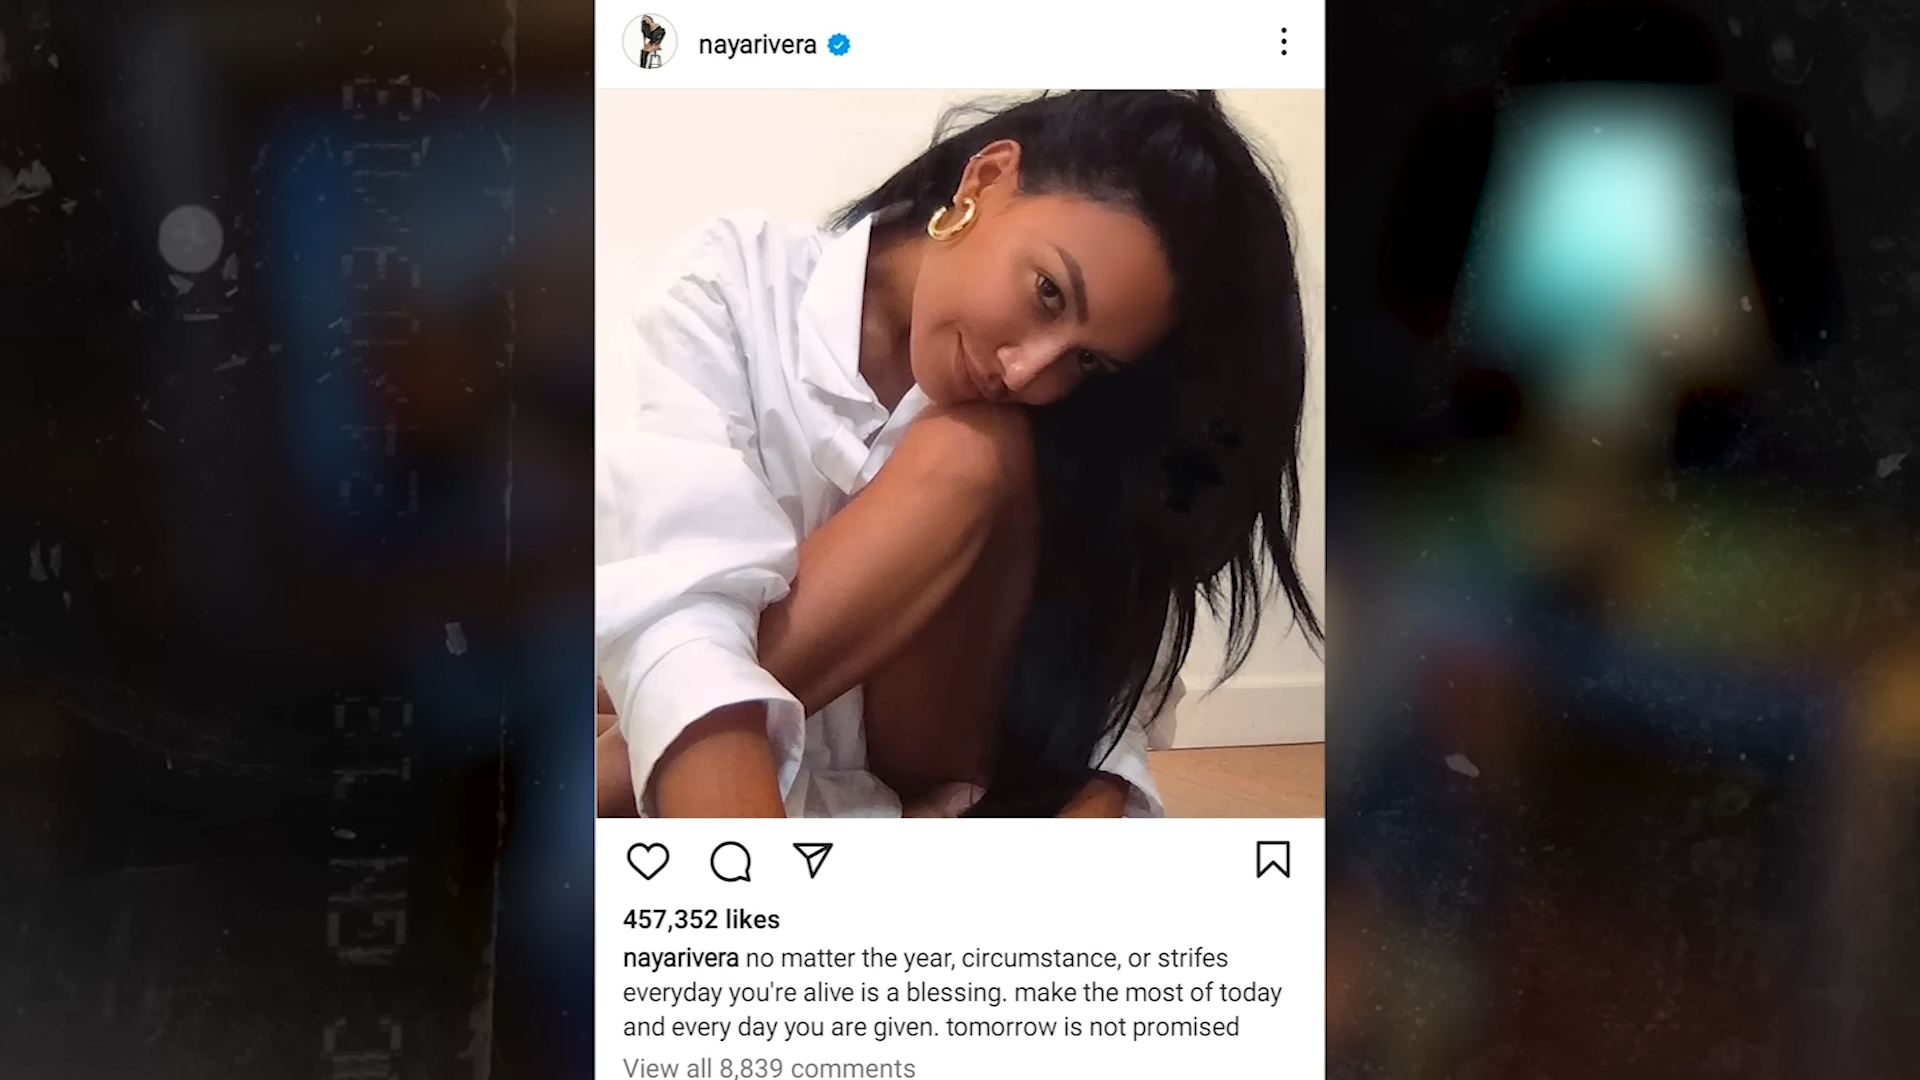 nayarivera
457,352 likes
nayarivera no matter the year, circumstance, or strifes
everyday you're alive is a blessing. make the most of today
and every day you are given. tomorrow is not promised
View all 8,839 comments